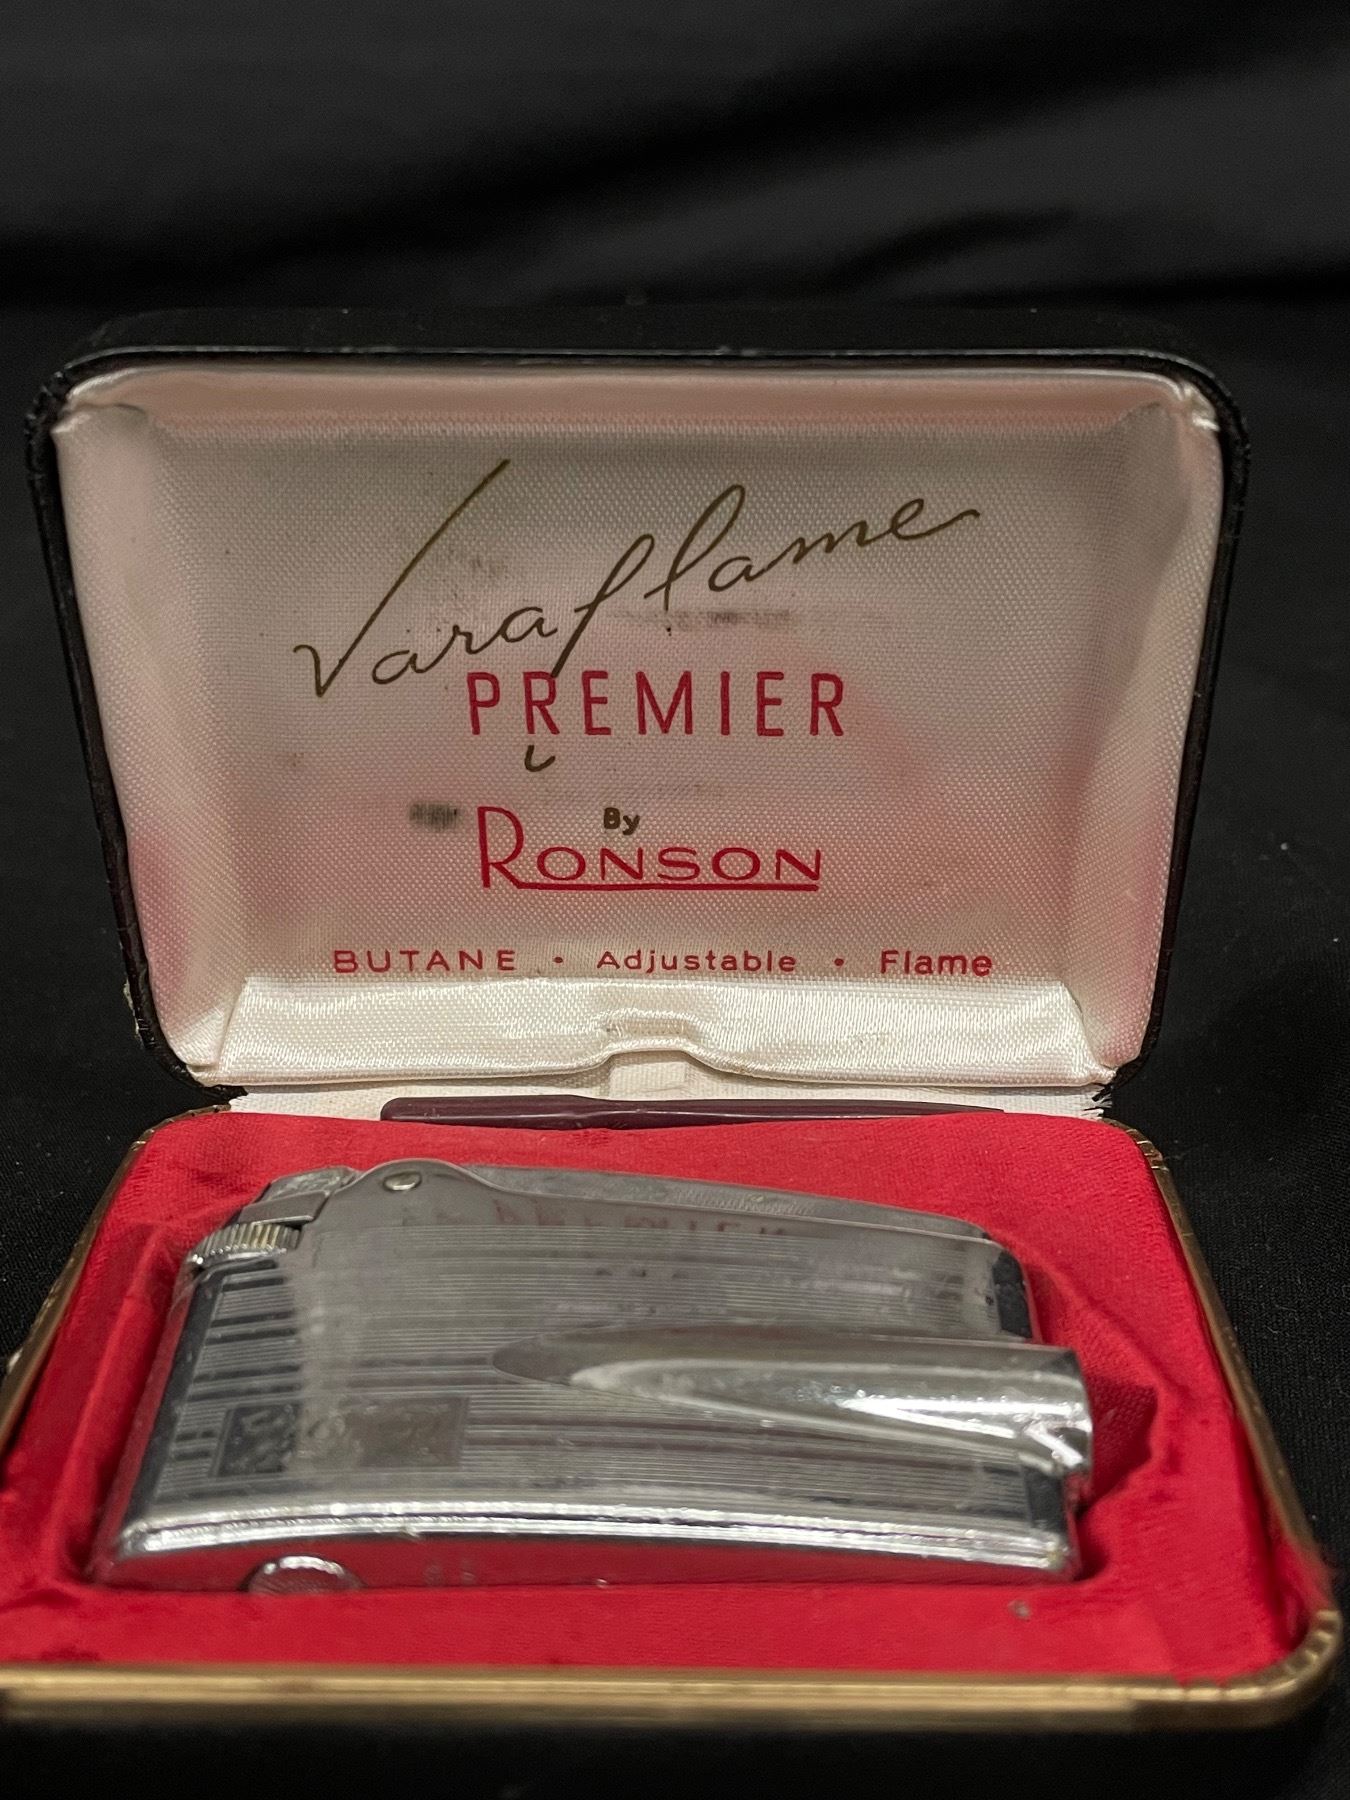 Varaflame
PREMIER
By
RONSON
BUTANE • Adjustable • Flame